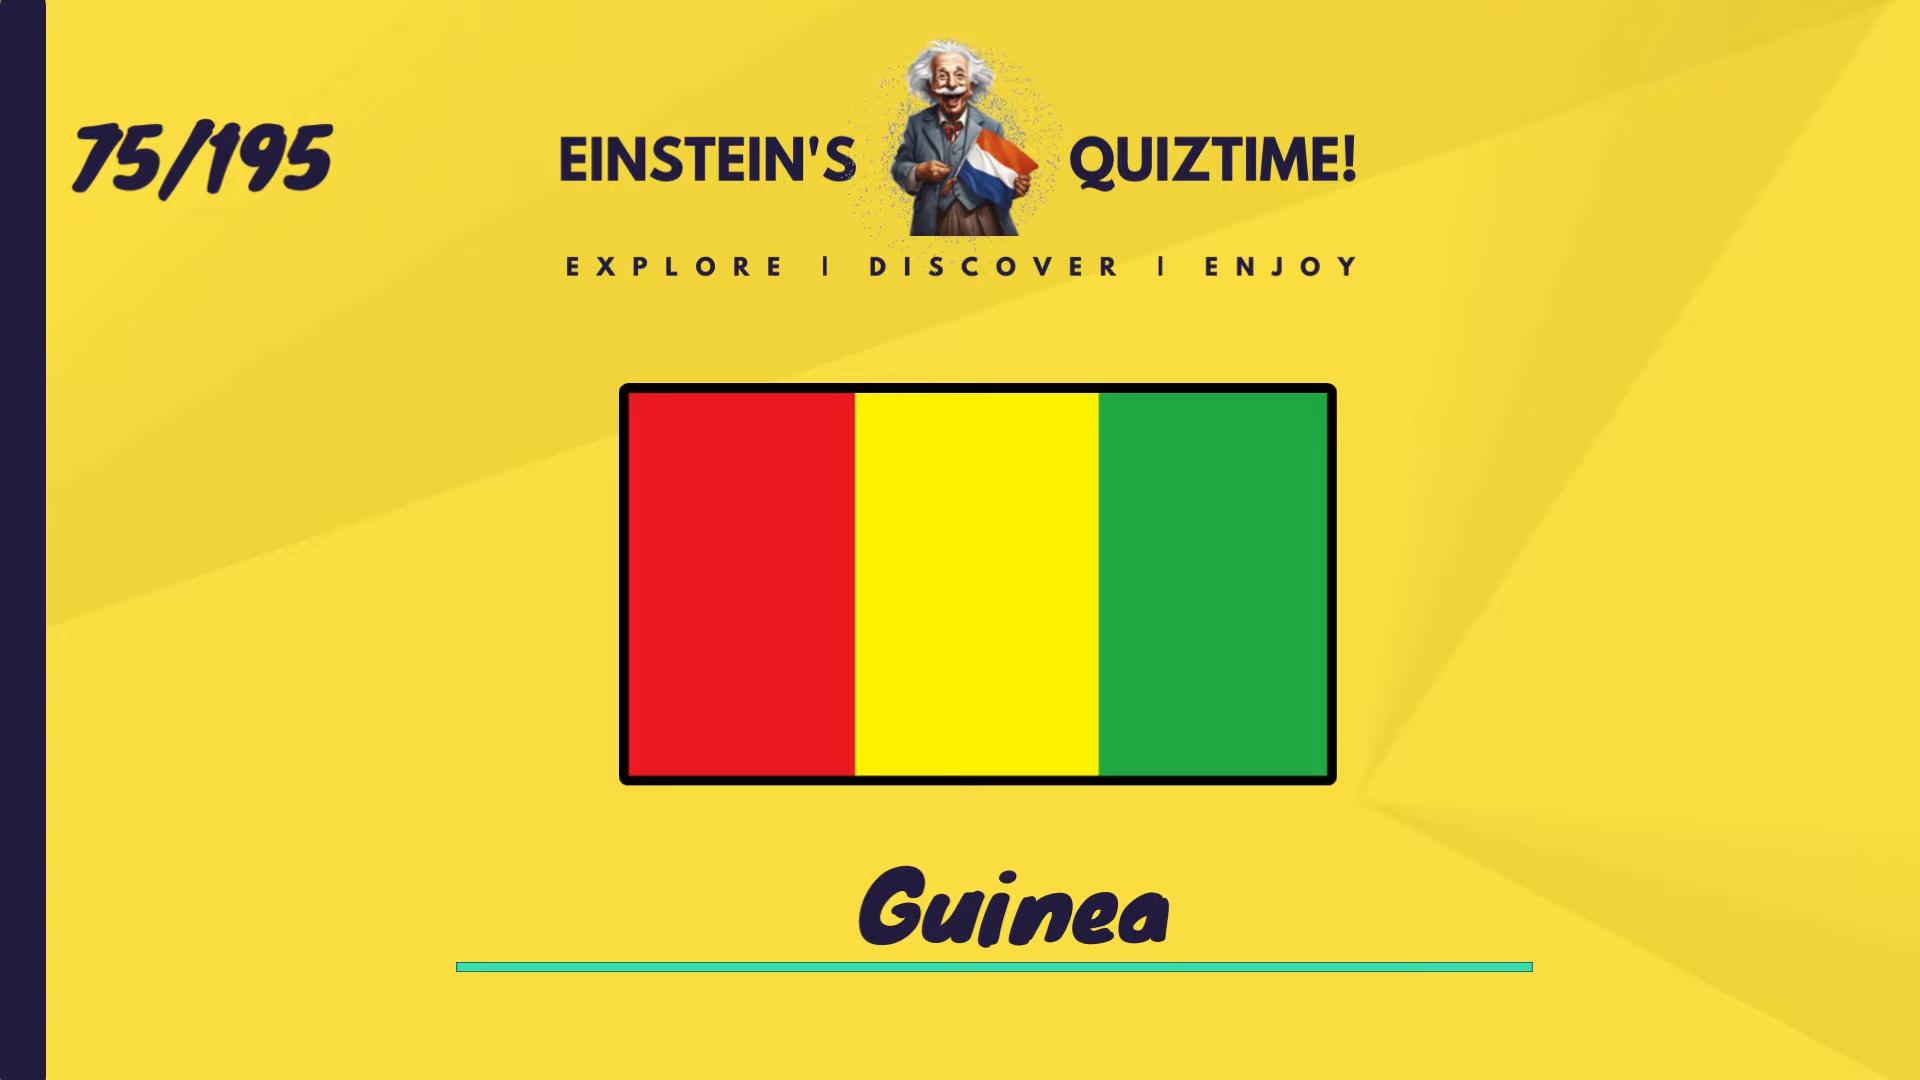 75/195
EINSTEIN'S QUIZTIME!
EXPLORE | DISCOVER | ENJOY
Guinea